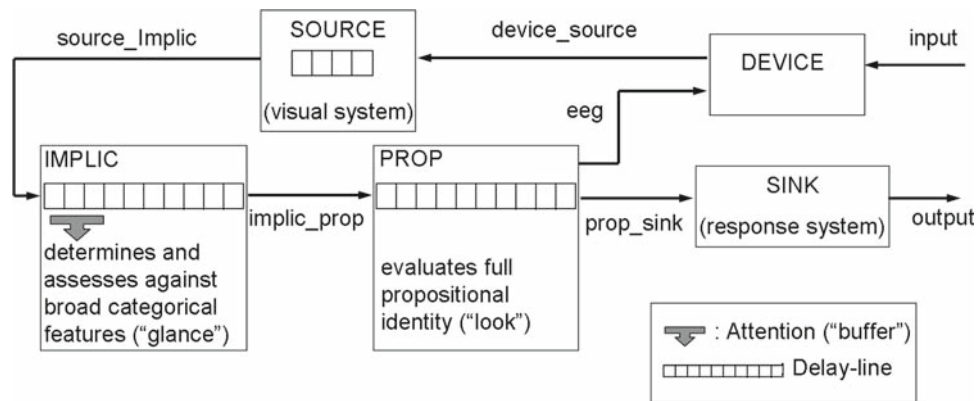 source_Implic
SOURCE
(visual system)
device_source
DEVICE
input
eeg
IMPLIC
determines and
assesses against
broad categorical
features ("glance")
implic_prop
PROP
evaluates full
propositional
identity ("look")
prop_sink
SINK
(response system)
output
: Attention ("buffer")
Delay-line